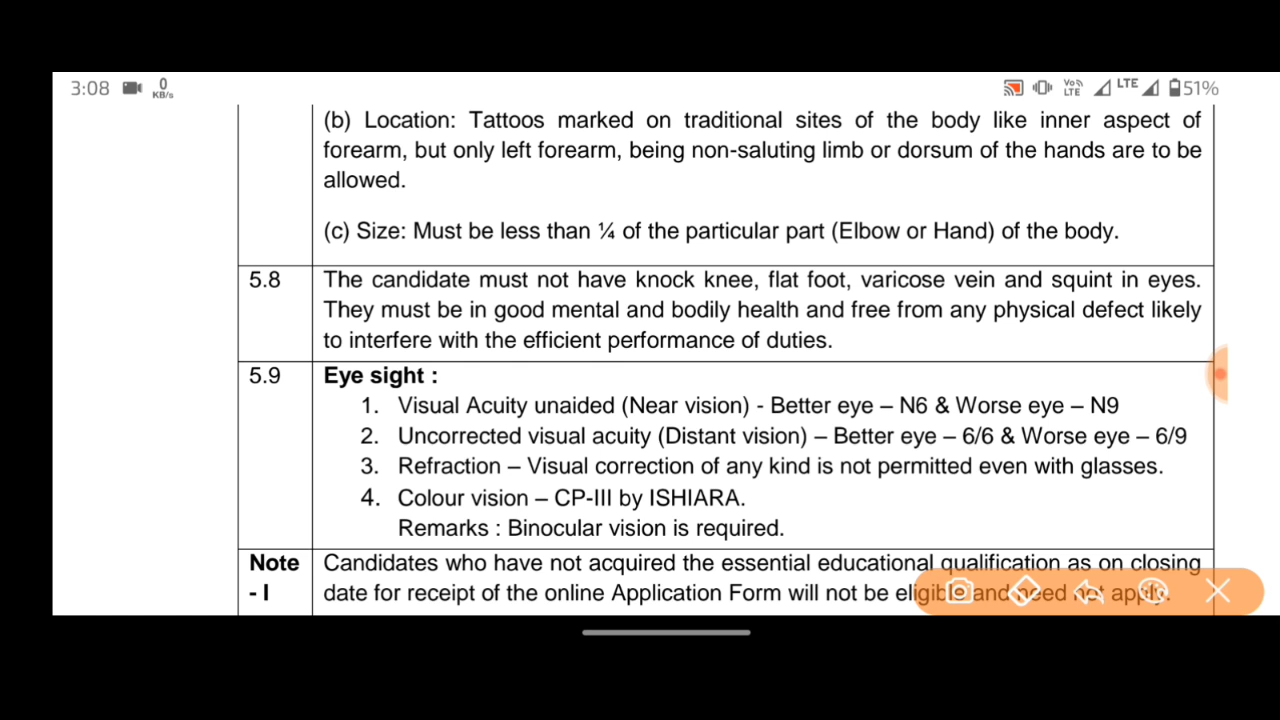 3:08 0 KB/s Vo)) LTE LTE 51%
(b) Location: Tattoos marked on traditional sites of the body like inner aspect of
forearm, but only left forearm, being non-saluting limb or dorsum of the hands are to be
allowed.
(c) Size: Must be less than ¼ of the particular part (Elbow or Hand) of the body.
5.8 The candidate must not have knock knee, flat foot, varicose vein and squint in eyes.
They must be in good mental and bodily health and free from any physical defect likely
to interfere with the efficient performance of duties.
5.9 Eye sight :
1. Visual Acuity unaided (Near vision) - Better eye – N6 & Worse eye – N9
2. Uncorrected visual acuity (Distant vision) – Better eye – 6/6 & Worse eye – 6/9
3. Refraction – Visual correction of any kind is not permitted even with glasses.
4. Colour vision – CP-III by ISHIARA.
Remarks : Binocular vision is required.
Note Candidates who have not acquired the essential educational qualification as on closing
- I date for receipt of the online Application Form will not be eligible and need not apply.